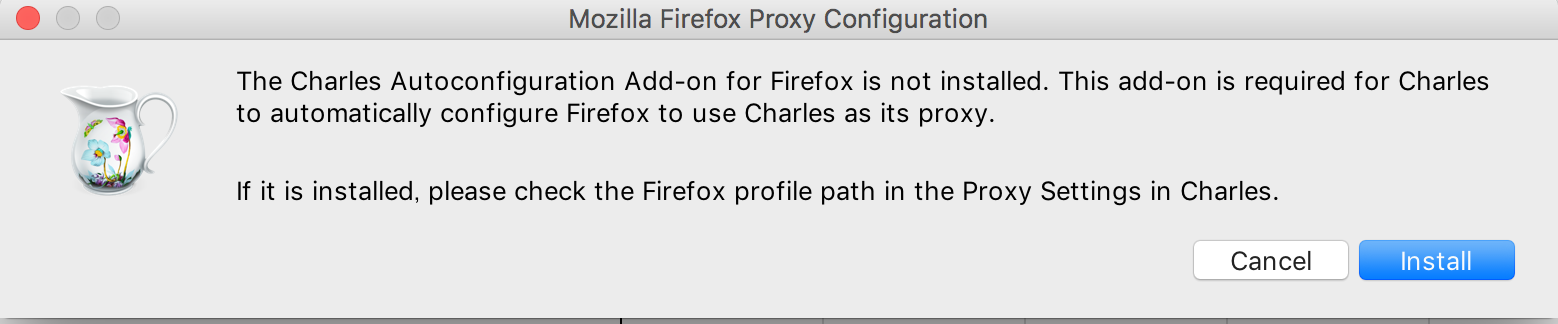 Mozilla Firefox Proxy Configuration
The Charles Autoconfiguration Add-on for Firefox is not installed. This add-on is required for Charles
to automatically configure Firefox to use Charles as its proxy.
If it is installed, please check the Firefox profile path in the Proxy Settings in Charles.
Cancel Install